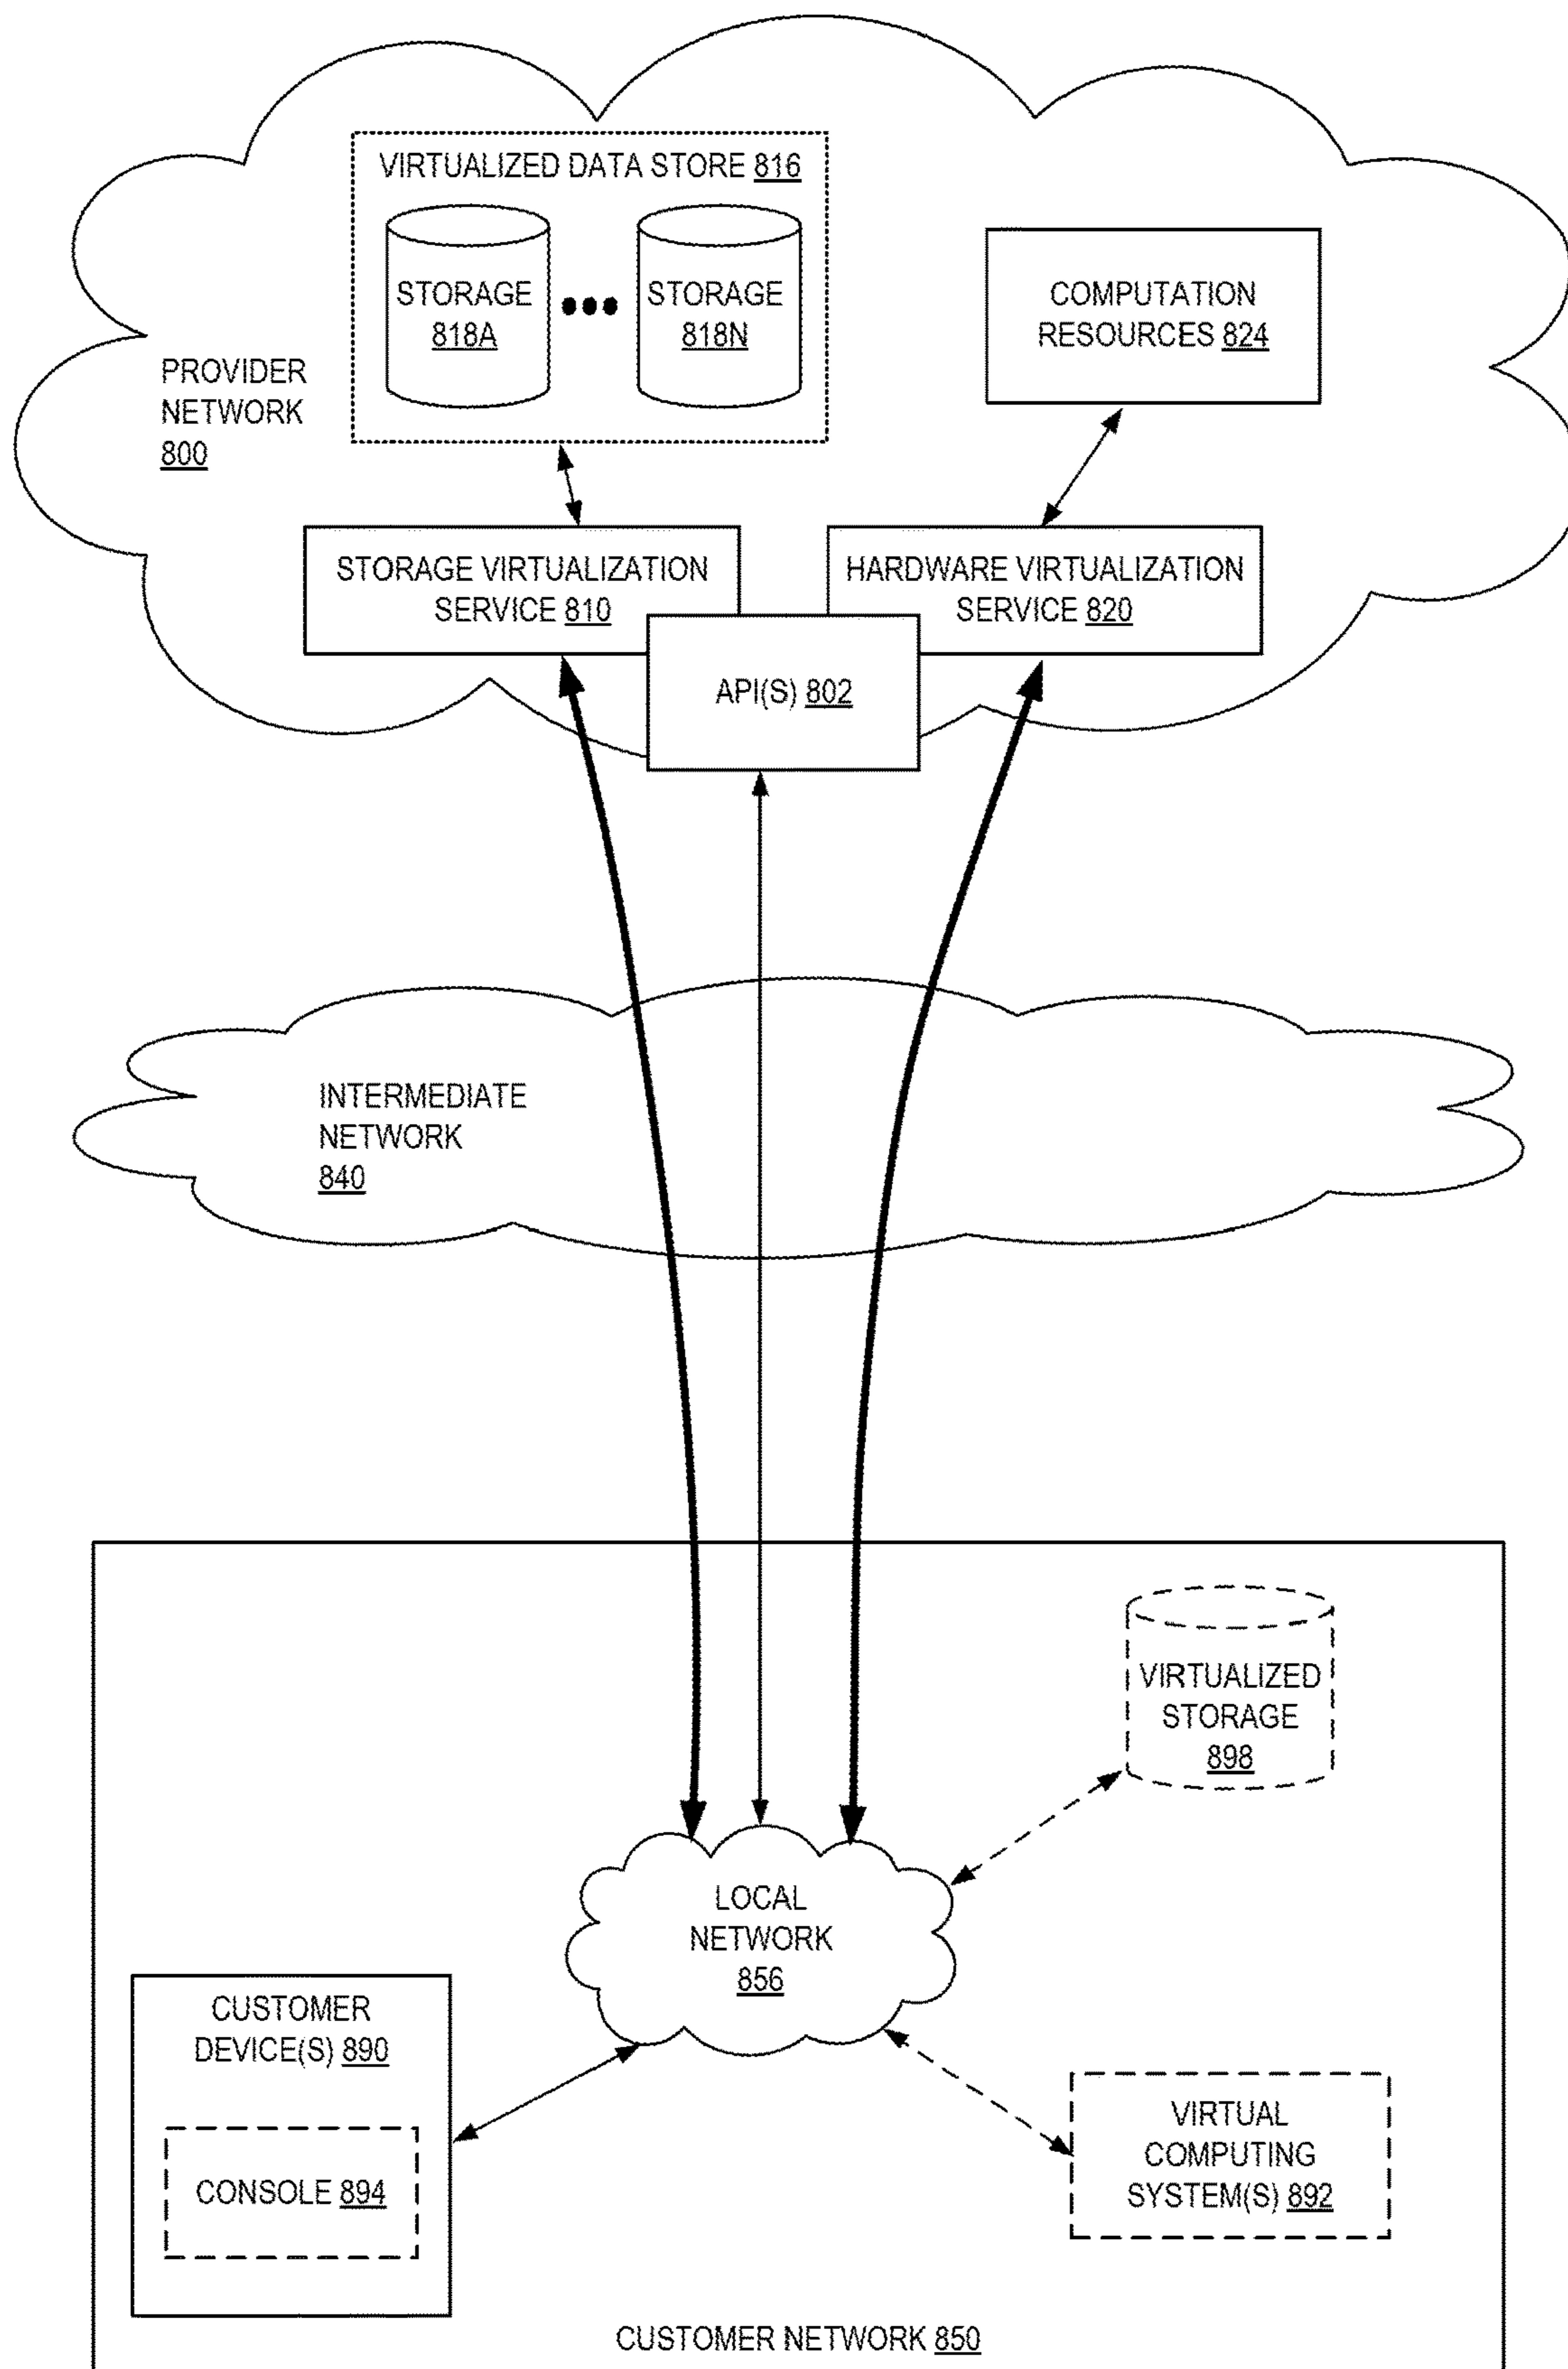 VIRTUALIZED DATA STORE 816
STORAGE
818A
STORAGE
818N
COMPUTATION
RESOURCES 824
PROVIDER
NETWORK
800
STORAGE VIRTUALIZATION
SERVICE 810
HARDWARE VIRTUALIZATION
SERVICE 820
API(S) 802
INTERMEDIATE
NETWORK
840
VIRTUALIZED
STORAGE
898
LOCAL
NETWORK
856
CUSTOMER
DEVICE(S) 890
CONSOLE 894
VIRTUAL
COMPUTING
SYSTEM(S) 892
CUSTOMER NETWORK 850